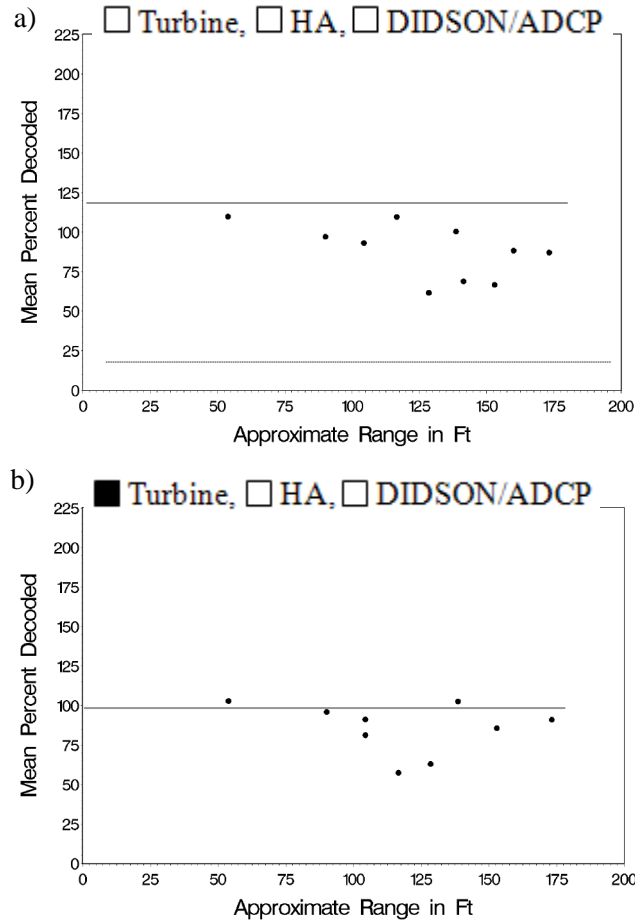 a)
☐ Turbine, ☐ HA, ☐ DIDSON/ADCP
225
200
175
150
125
100
75
50
25
0
Mean Percent Decoded
0 25 50 75 100 125 150 175 200
Approximate Range in Ft
b)
■ Turbine, ☐ HA, ☐ DIDSON/ADCP
225
200
175
150
125
100
75
50
25
0
Mean Percent Decoded
0 25 50 75 100 125 150 175 200
Approximate Range in Ft